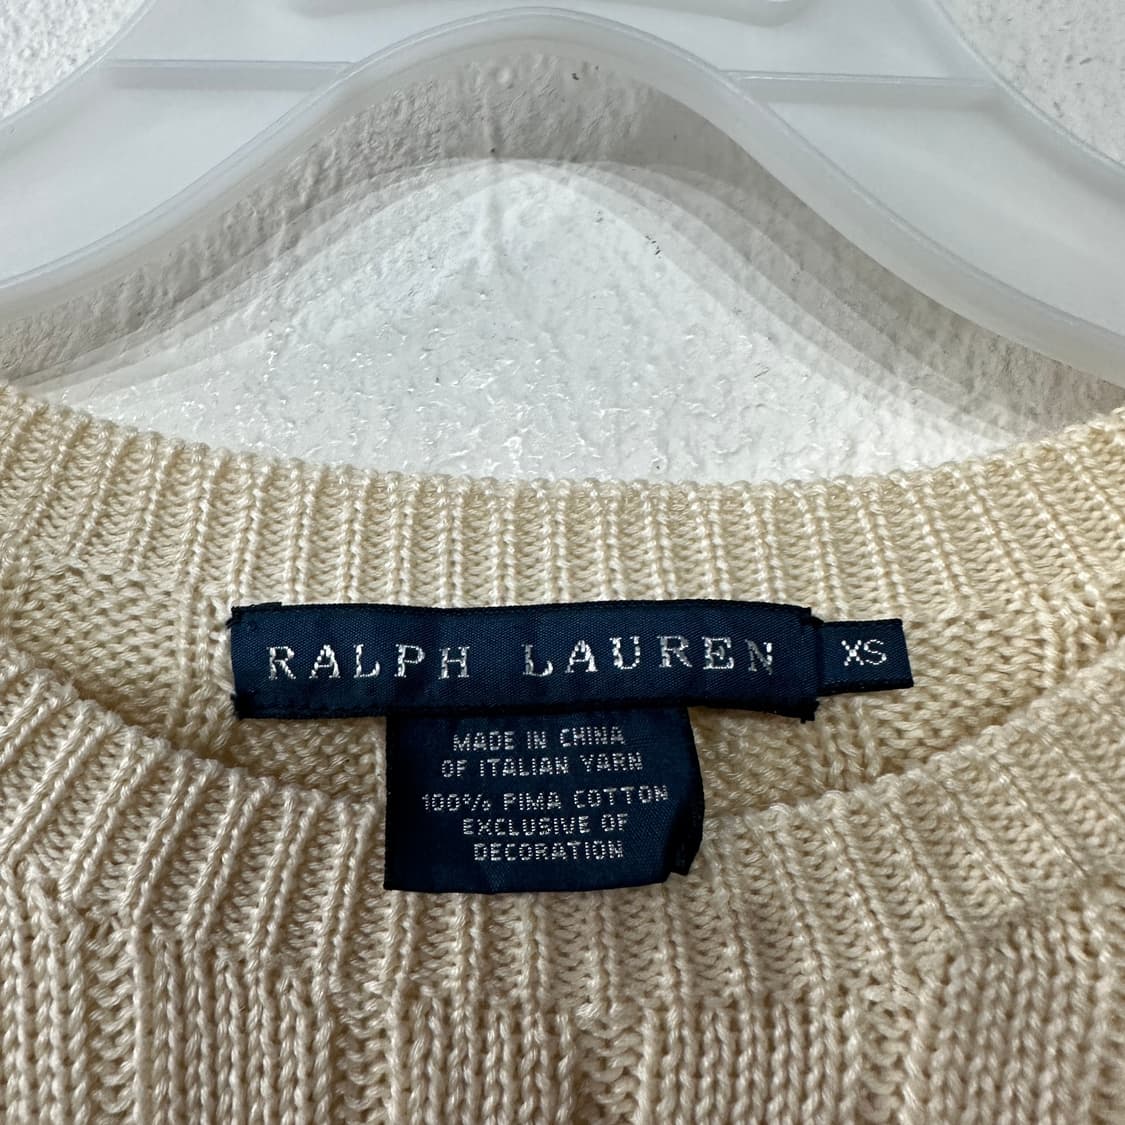 RALPH LAUREN
XS
MADE IN CHINA
OF ITALIAN YARN
100% PIMA COTTON
EXCLUSIVE OF
DECORATION